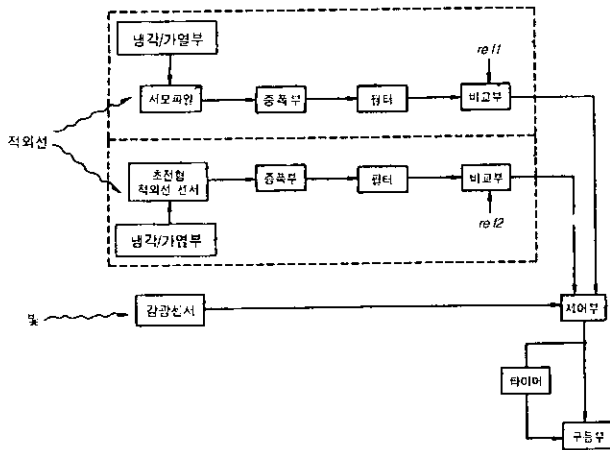 냉각/가열부
ref1
서모파일
증폭부
필터
비교부
적외선
초전형
적외선 센서
증폭부
필터
비교부
냉각/가열부
ref2
빛
감광센서
제어부
타이머
구동부